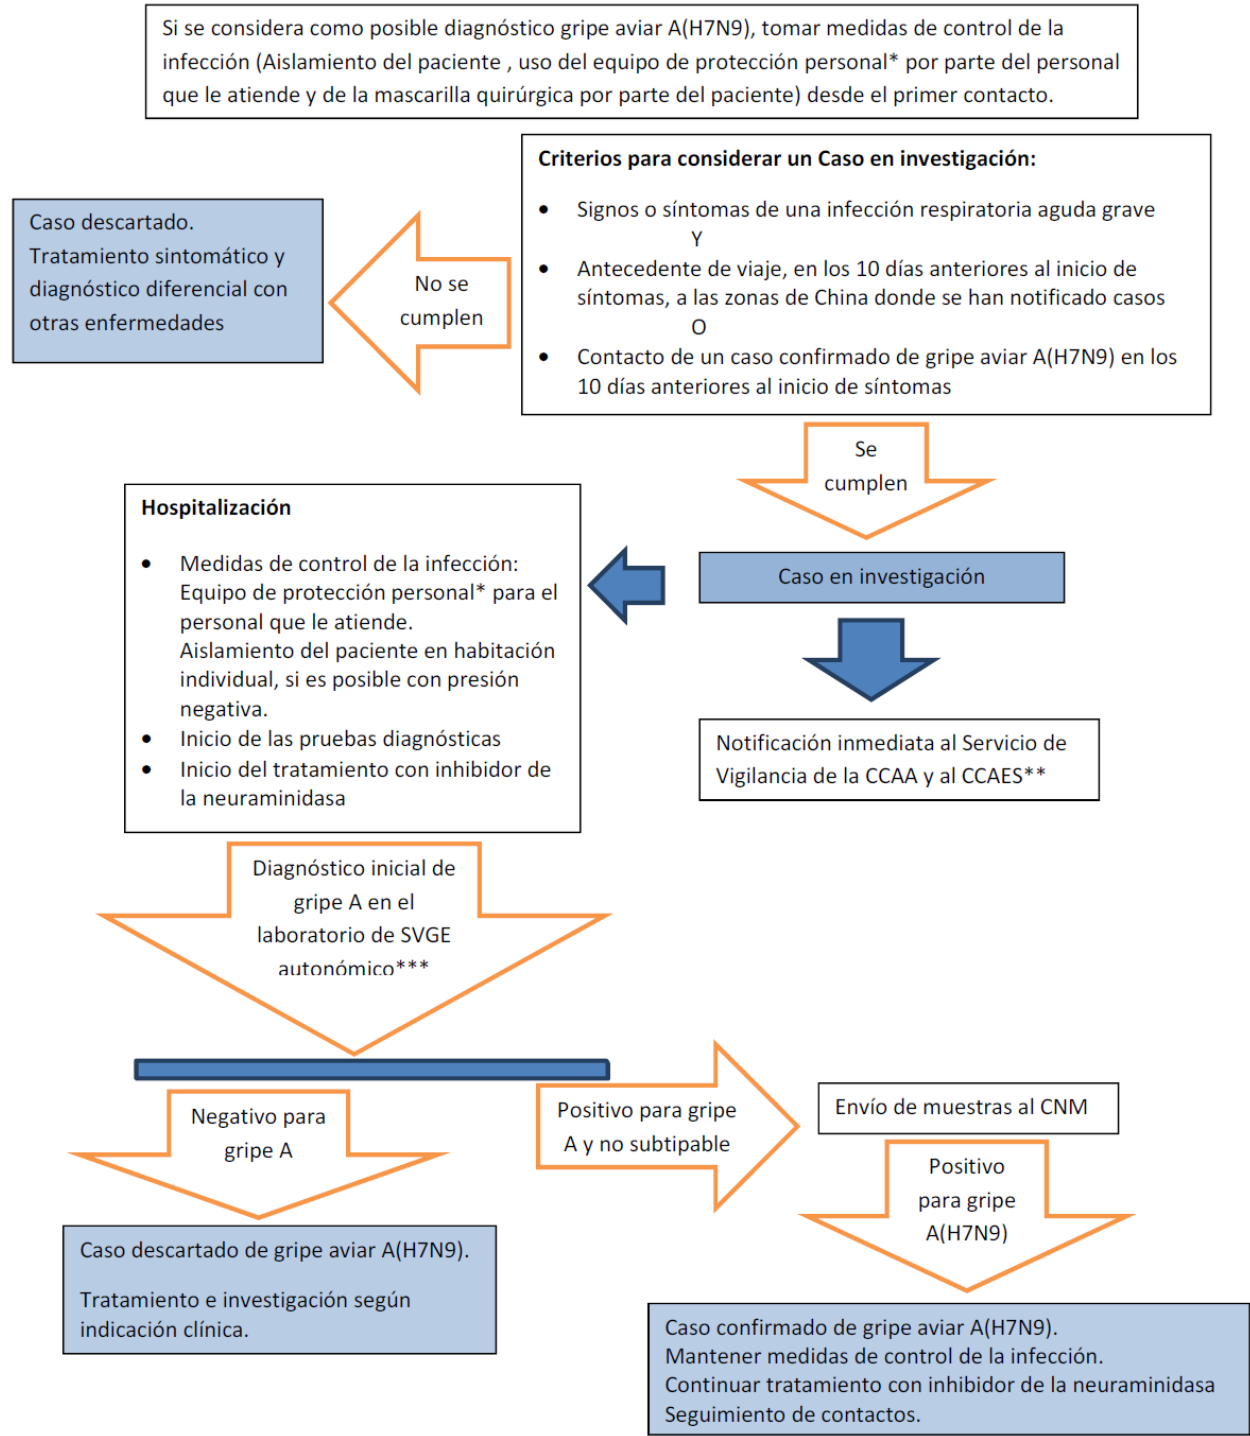 Si se considera como posible diagnóstico gripe aviar A(H7N9), tomar medidas de control de la
infección (Aislamiento del paciente , uso del equipo de protección personal* por parte del personal
que le atiende y de la mascarilla quirúrgica por parte del paciente) desde el primer contacto.
Criterios para considerar un Caso en investigación:
• Signos o síntomas de una infección respiratoria aguda grave
Y
• Antecedente de viaje, en los 10 días anteriores al inicio de
síntomas, a las zonas de China donde se han notificado casos
O
• Contacto de un caso confirmado de gripe aviar A(H7N9) en los
10 días anteriores al inicio de síntomas
No se
cumplen
Caso descartado.
Tratamiento sintomático y
diagnóstico diferencial con
otras enfermedades
Se
cumplen
Caso en investigación
Notificación inmediata al Servicio de
Vigilancia de la CCAA y al CCAES**
Hospitalización
• Medidas de control de la infección:
Equipo de protección personal* para el
personal que le atiende.
Aislamiento del paciente en habitación
individual, si es posible con presión
negativa.
• Inicio de las pruebas diagnósticas
• Inicio del tratamiento con inhibidor de
la neuraminidasa
Diagnóstico inicial de
gripe A en el
laboratorio de SVGE
autonómico***
Negativo para
gripe A
Positivo para gripe
A y no subtipable
Envío de muestras al CNM
Positivo
para gripe
A(H7N9)
Caso descartado de gripe aviar A(H7N9).
Tratamiento e investigación según
indicación clínica.
Caso confirmado de gripe aviar A(H7N9).
Mantener medidas de control de la infección.
Continuar tratamiento con inhibidor de la neuraminidasa
Seguimiento de contactos.